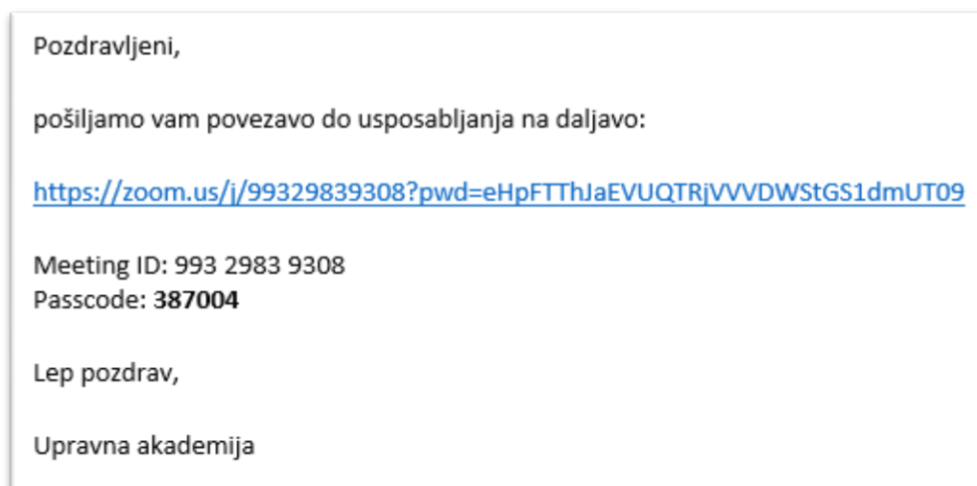 Pozdravljeni,
pošiljamo vam povezavo do usposabljanja na daljavo:
https://zoom.us/j/99329839308?pwd=eHpFTThJaEVUQTRjVVVDWStGS1dmUT09
Meeting ID: 993 2983 9308
Passcode: 387004
Lep pozdrav,
Upravna akademija